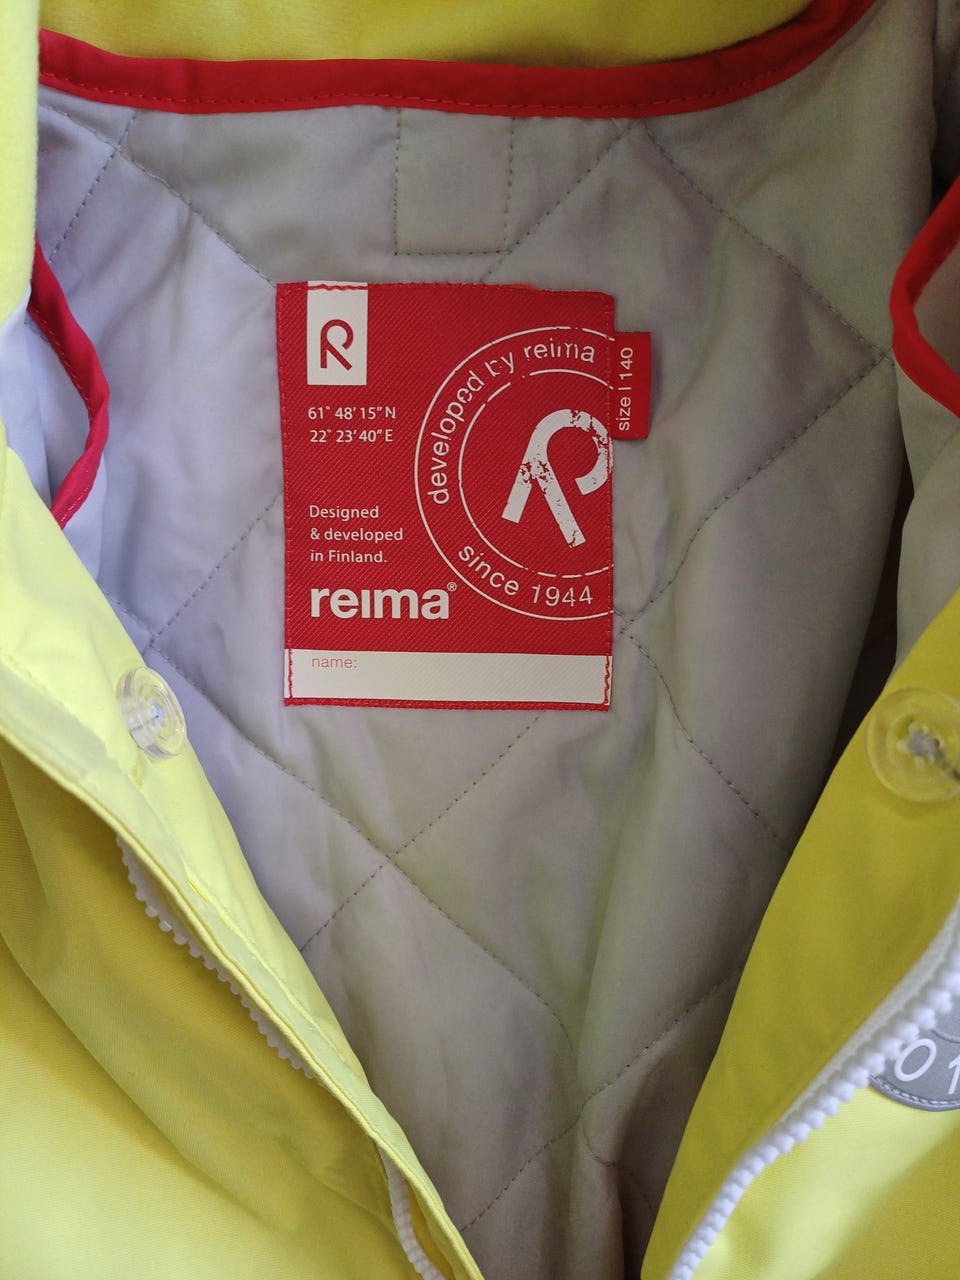 R
61° 48' 15" N
22° 23' 40" E
Designed
& developed
in Finland.
reima®
name:
developed by reima
R
since 1944
size | 140
01